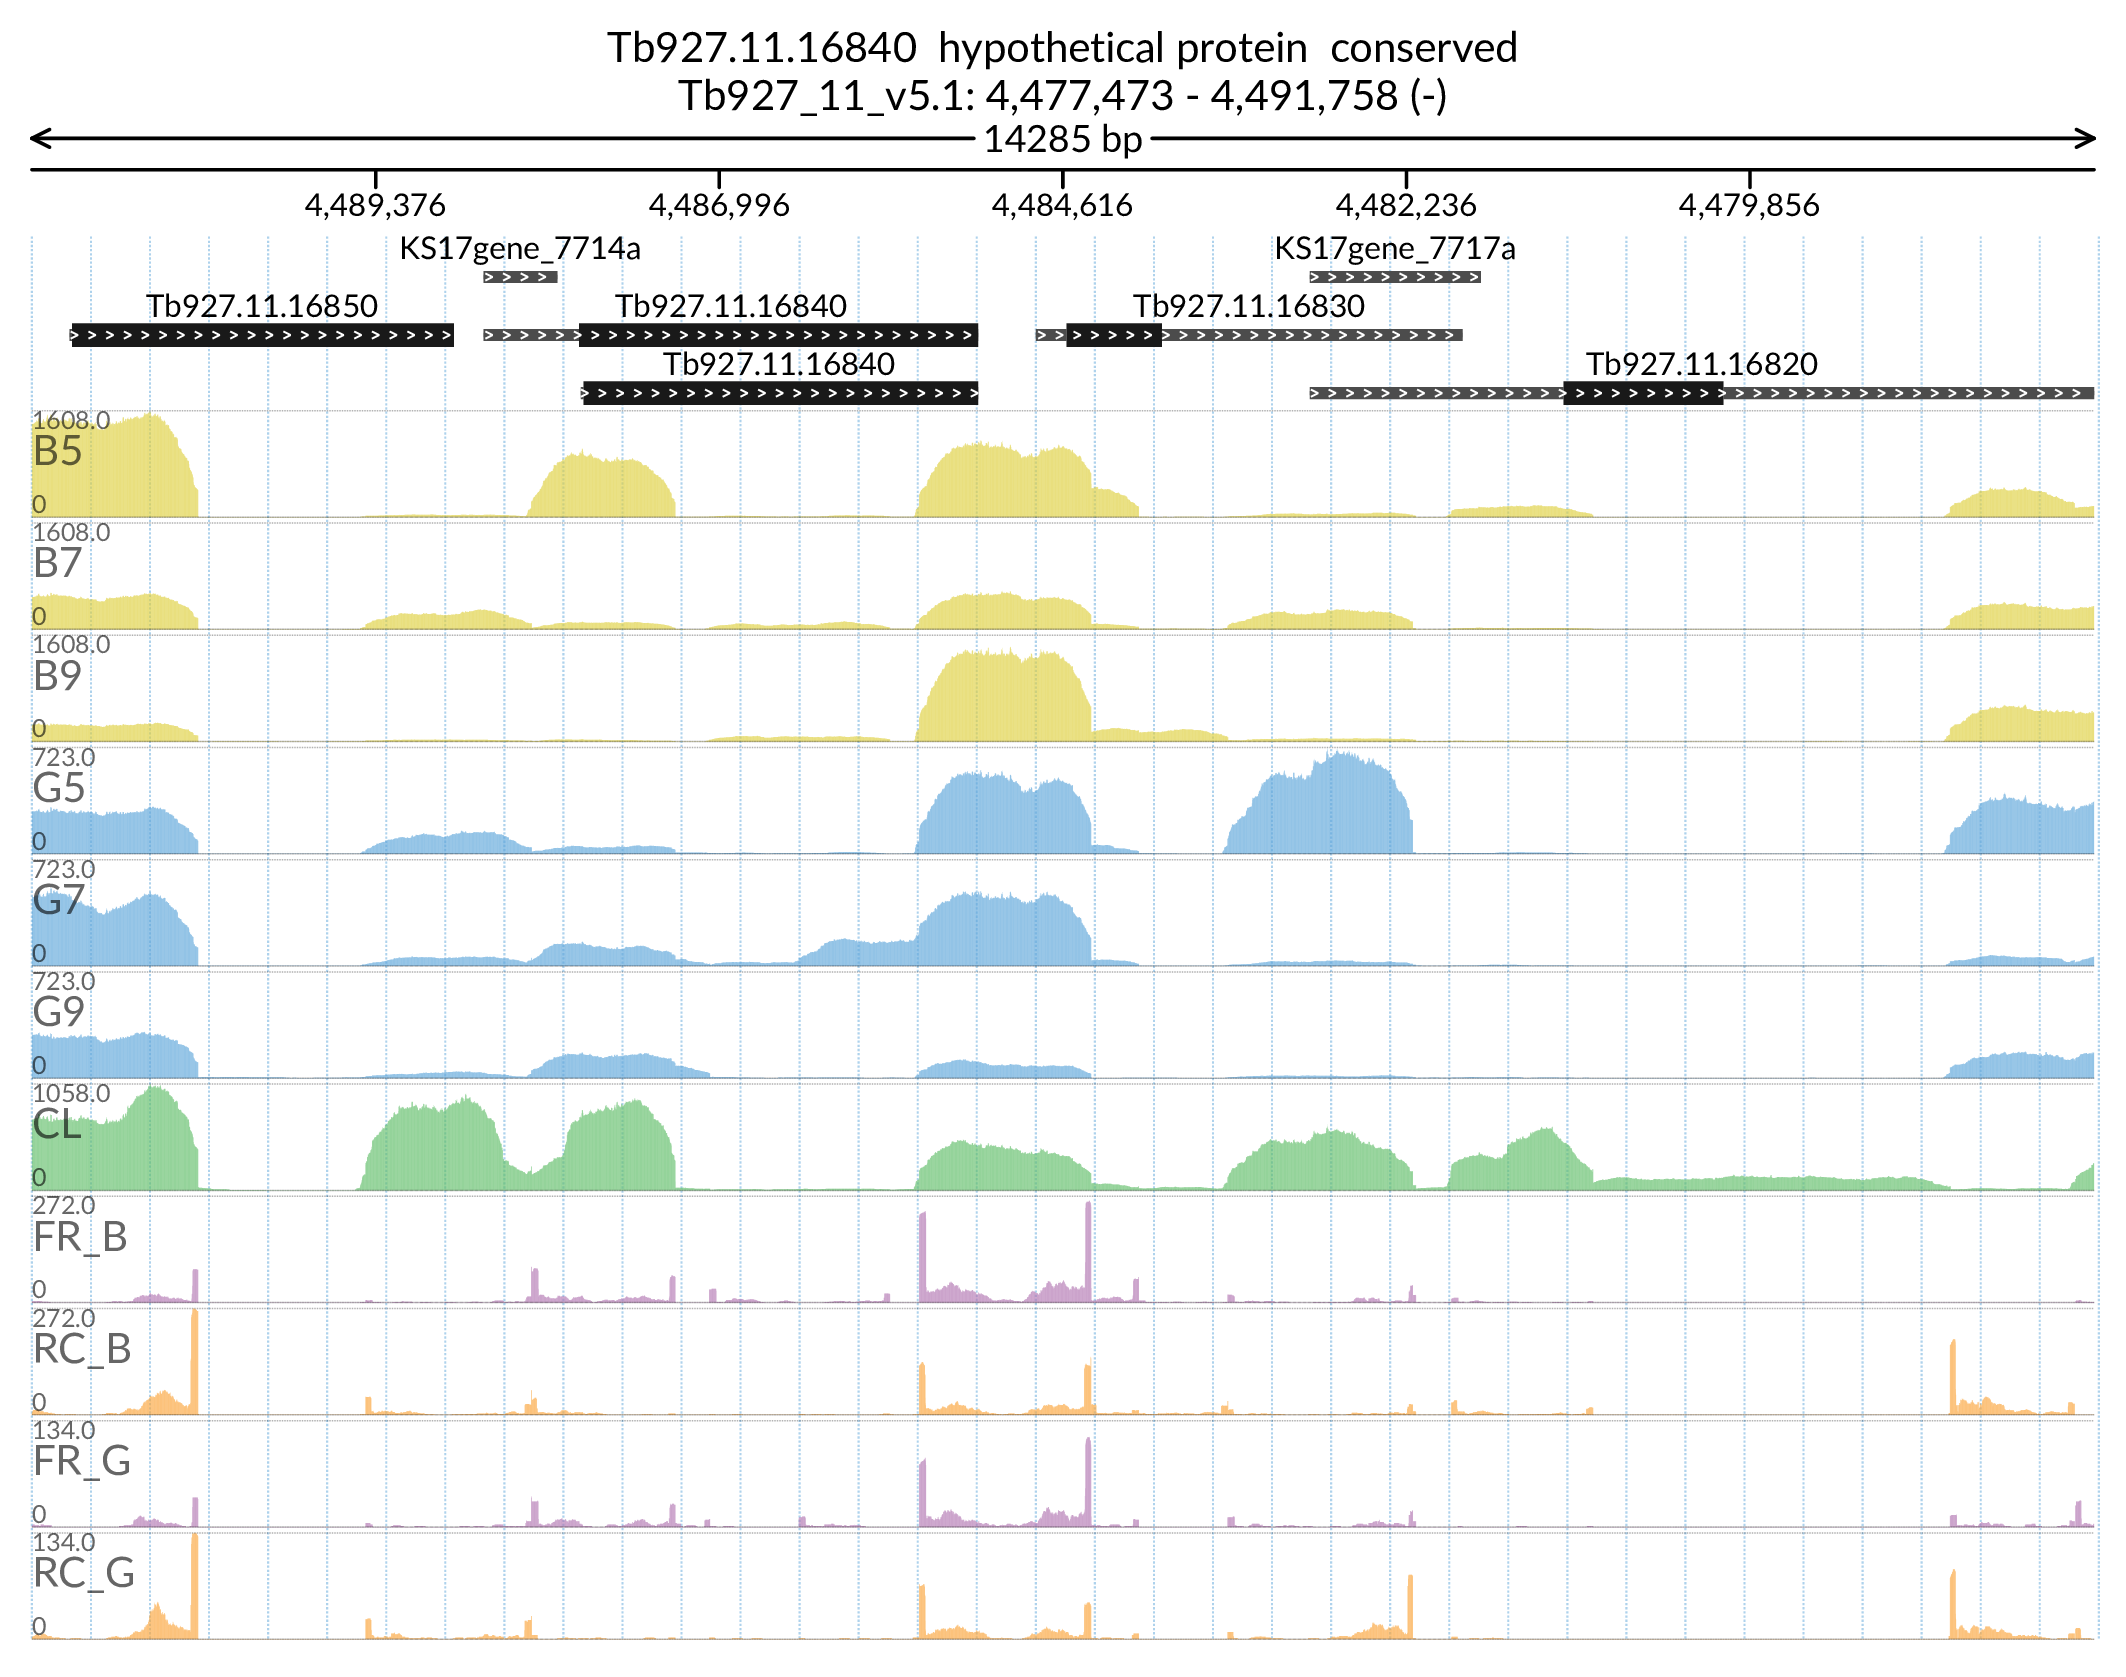 Tb927.11.16840  hypothetical protein  conserved
Tb927_11_v5.1: 4,477,473 - 4,491,758 (-)
14285 bp
4,489,376 4,486,996 4,484,616 4,482,236 4,479,856
KS17gene_7714a KS17gene_7717a
Tb927.11.16850 Tb927.11.16840 Tb927.11.16830
Tb927.11.16840 Tb927.11.16820
1608.0
B5
0
1608.0
B7
0
1608.0
B9
0
723.0
G5
0
723.0
G7
0
723.0
G9
0
1058.0
CL
0
272.0
FR_B
0
272.0
RC_B
0
134.0
FR_G
0
134.0
RC_G
0